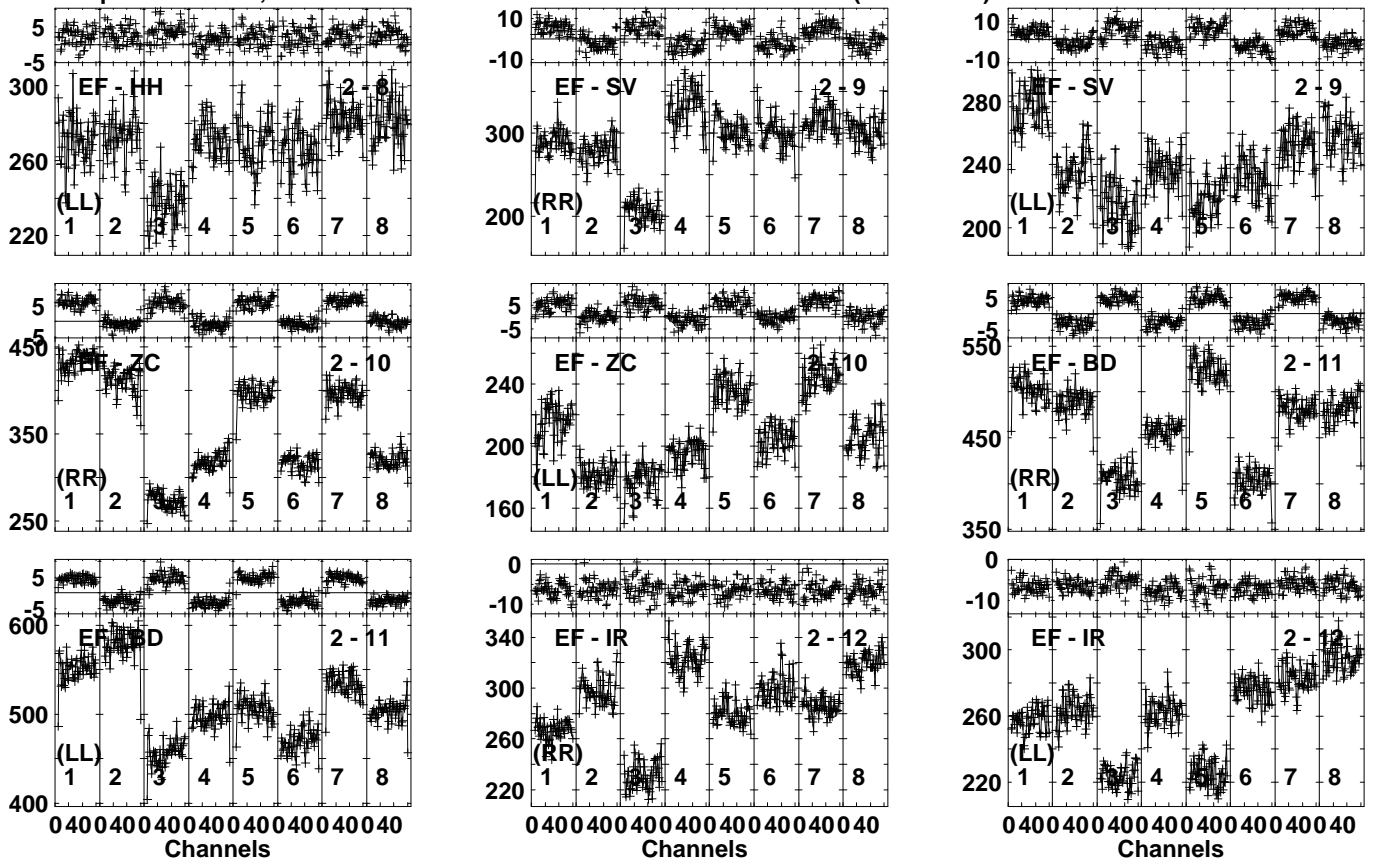 5 10 10
-5 -10 -10
300 EF - HH 2 - 8 EF - SV 2 - 9 EF - SV 2 - 9
300 280
260 240
(LL) (RR) (LL)
200 200
220 1 2 3 4 5 6 7 8 1 2 3 4 5 6 7 8 1 2 3 4 5 6 7 8
5 5 5
-5 -5 -5
450 EF - ZC 2 - 10 EF - ZC 2 - 10 550 EF - BD 2 - 11
240
350 200 450
(RR) (LL) (RR)
250 1 2 3 4 5 6 7 8 160 1 2 3 4 5 6 7 8 350 1 2 3 4 5 6 7 8
5 0 0
-5 -10 -10
600 EF - BD 2 - 11 340 EF - IR 2 - 12 300 EF - IR 2 - 12
500 300
260 260
(LL) (RR) (LL)
400 1 2 3 4 5 6 7 8 220 1 2 3 4 5 6 7 8 220 1 2 3 4 5 6 7 8
0 40 0 40 0 40 0 40 0 40 0 40 0 40 0 40 0 40 0 40 0 40 0 40 0 40 0 40 0 40 0 40 0 40 0 40 0 40 0 40 0 40 0 40 0 40 0 40
Channels Channels Channels